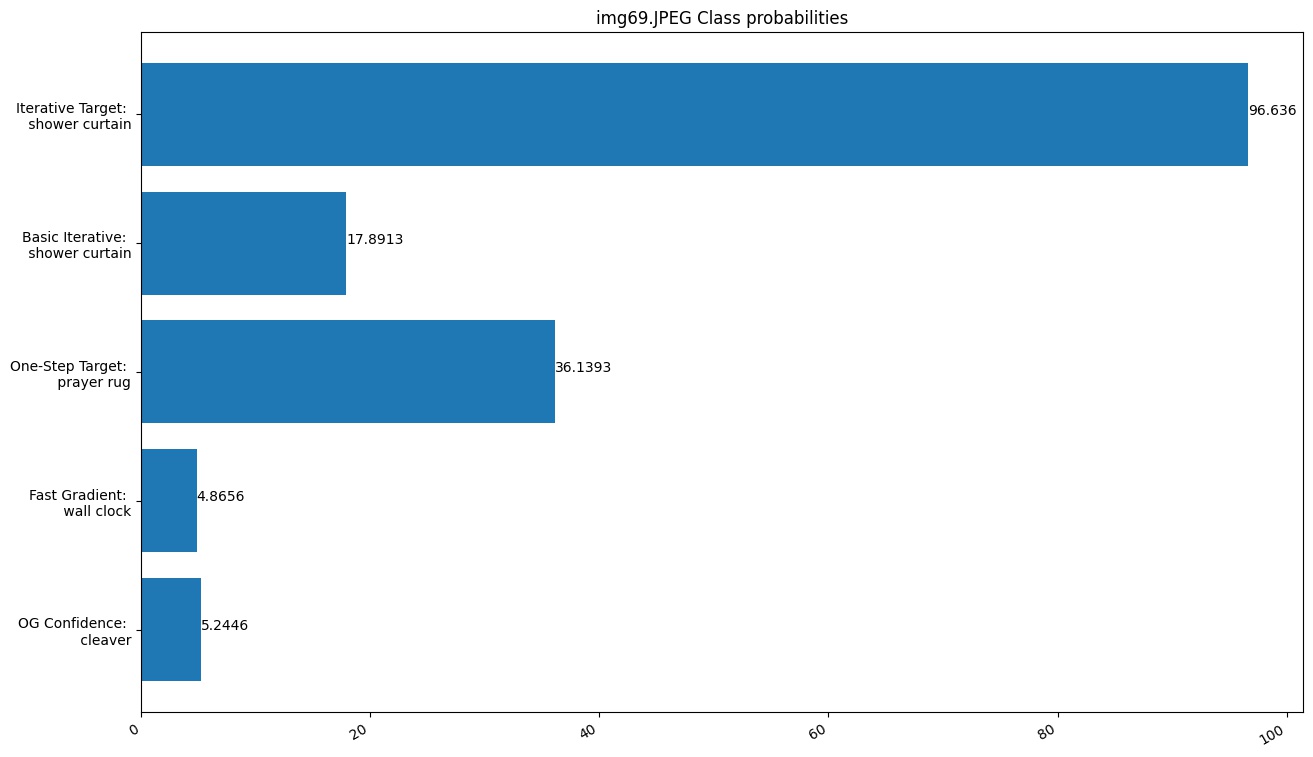 img69.JPEG Class probabilities
Iterative Target:
shower curtain
96.636
Basic Iterative:
shower curtain
17.8913
One-Step Target:
prayer rug
36.1393
Fast Gradient:
wall clock
4.8656
OG Confidence:
cleaver
5.2446
0
20
40
60
80
100